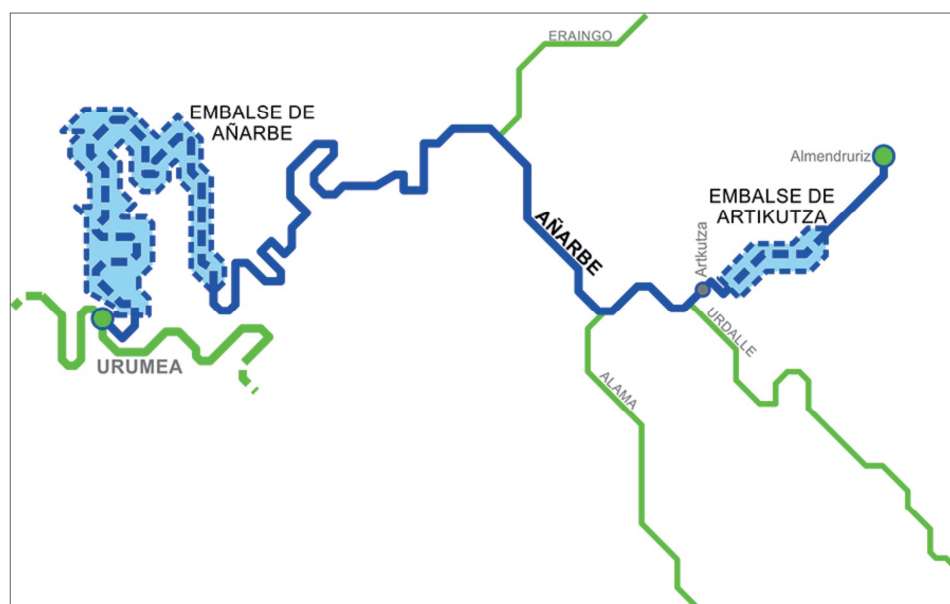 ERAINGO
EMBALSE DE
AÑARBE
Almendruriz
EMBALSE DE
ARTIKUTZA
AÑARBE
Artkutza
URDALLE
URUMEA
ALAMA